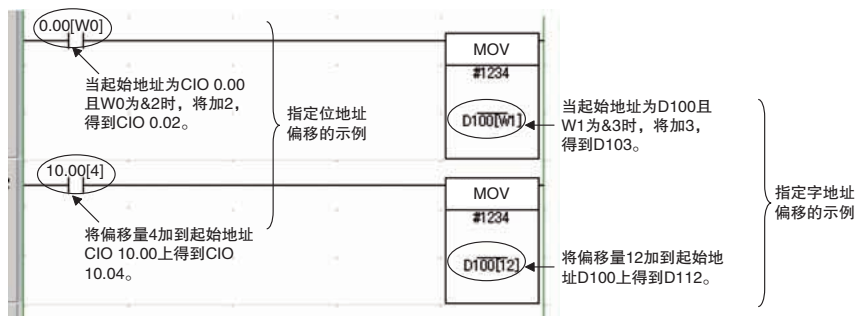 0.00[W0]
MOV
#1234
当起始地址为CIO 0.00
且W0为&2时，将加2，
得到CIO 0.02。
指定位地址
偏移的示例
D100[W1]
当起始地址为D100且
W1为&3时，将加3，
得到D103。
10.00[4]
MOV
#1234
指定字地址
偏移的示例
将偏移量4加到起始地址
CIO 10.00上得到CIO
10.04。
D100[12]
将偏移量12加到起始地
址D100上得到D112。